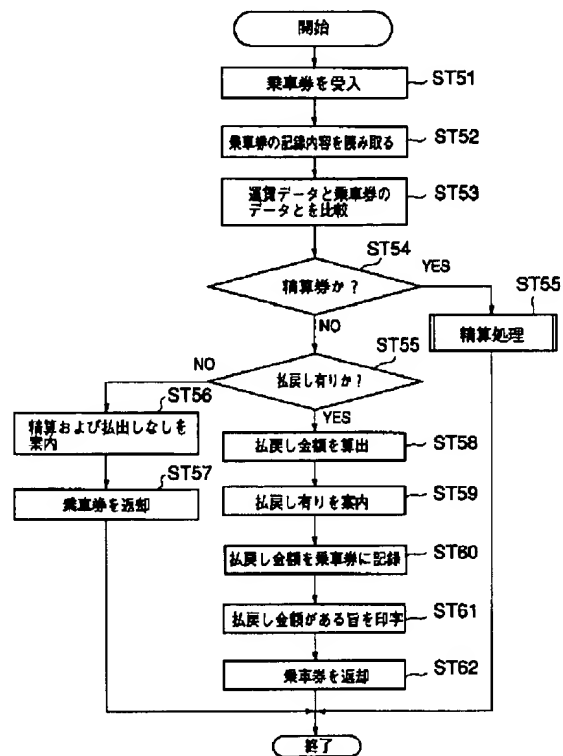 開始
乗車券を受入
ST51
乗車券の記録内容を読み取る
ST52
運賃データと乗車券の
データとを比較
ST53
ST54
精算券か？
YES
ST55
精算処理
NO
ST55
払戻し有りか？
NO
ST56
精算および払出しなしを
案内
YES
払戻し金額を算出
ST58
ST57
乗車券を返却
払戻し有りを案内
ST59
払戻し金額を乗車券に記録
ST60
払戻し金額がある旨を印字
ST61
乗車券を返却
ST62
終了